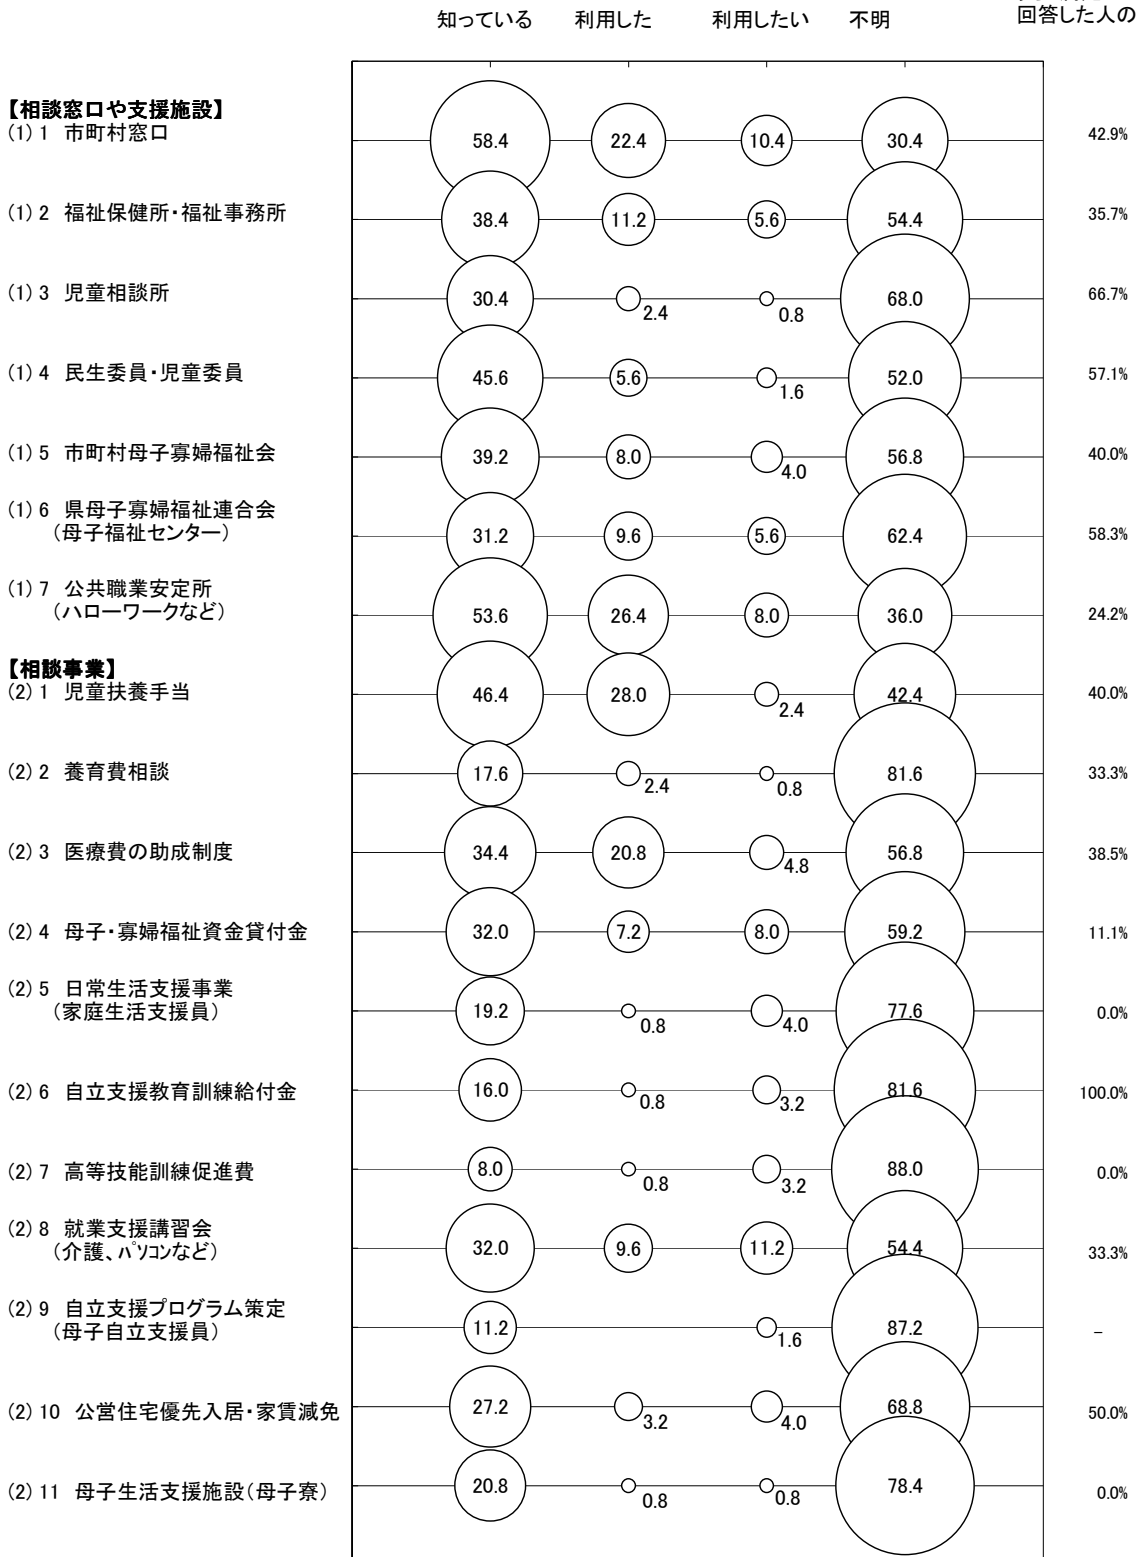 知っている 利用した 利用したい 不明 回答した人の
【相談窓口や支援施設】
(1) 1 市町村窓口 58.4 22.4 10.4 30.4 42.9%
(1) 2 福祉保健所・福祉事務所 38.4 11.2 5.6 54.4 35.7%
(1) 3 児童相談所 30.4 2.4 0.8 68.0 66.7%
(1) 4 民生委員・児童委員 45.6 5.6 1.6 52.0 57.1%
(1) 5 市町村母子寡婦福祉会 39.2 8.0 4.0 56.8 40.0%
(1) 6 県母子寡婦福祉連合会
(母子福祉センター) 31.2 9.6 5.6 62.4 58.3%
(1) 7 公共職業安定所
(ハローワークなど) 53.6 26.4 8.0 36.0 24.2%
【相談事業】
(2) 1 児童扶養手当 46.4 28.0 2.4 42.4 40.0%
(2) 2 養育費相談 17.6 2.4 0.8 81.6 33.3%
(2) 3 医療費の助成制度 34.4 20.8 4.8 56.8 38.5%
(2) 4 母子・寡婦福祉資金貸付金 32.0 7.2 8.0 59.2 11.1%
(2) 5 日常生活支援事業
(家庭生活支援員) 19.2 0.8 4.0 77.6 0.0%
(2) 6 自立支援教育訓練給付金 16.0 0.8 3.2 81.6 100.0%
(2) 7 高等技能訓練促進費 8.0 0.8 3.2 88.0 0.0%
(2) 8 就業支援講習会
(介護、パソコンなど) 32.0 9.6 11.2 54.4 33.3%
(2) 9 自立支援プログラム策定
(母子自立支援員) 11.2 1.6 87.2 –
(2) 10 公営住宅優先入居・家賃減免 27.2 3.2 4.0 68.8 50.0%
(2) 11 母子生活支援施設(母子寮) 20.8 0.8 0.8 78.4 0.0%